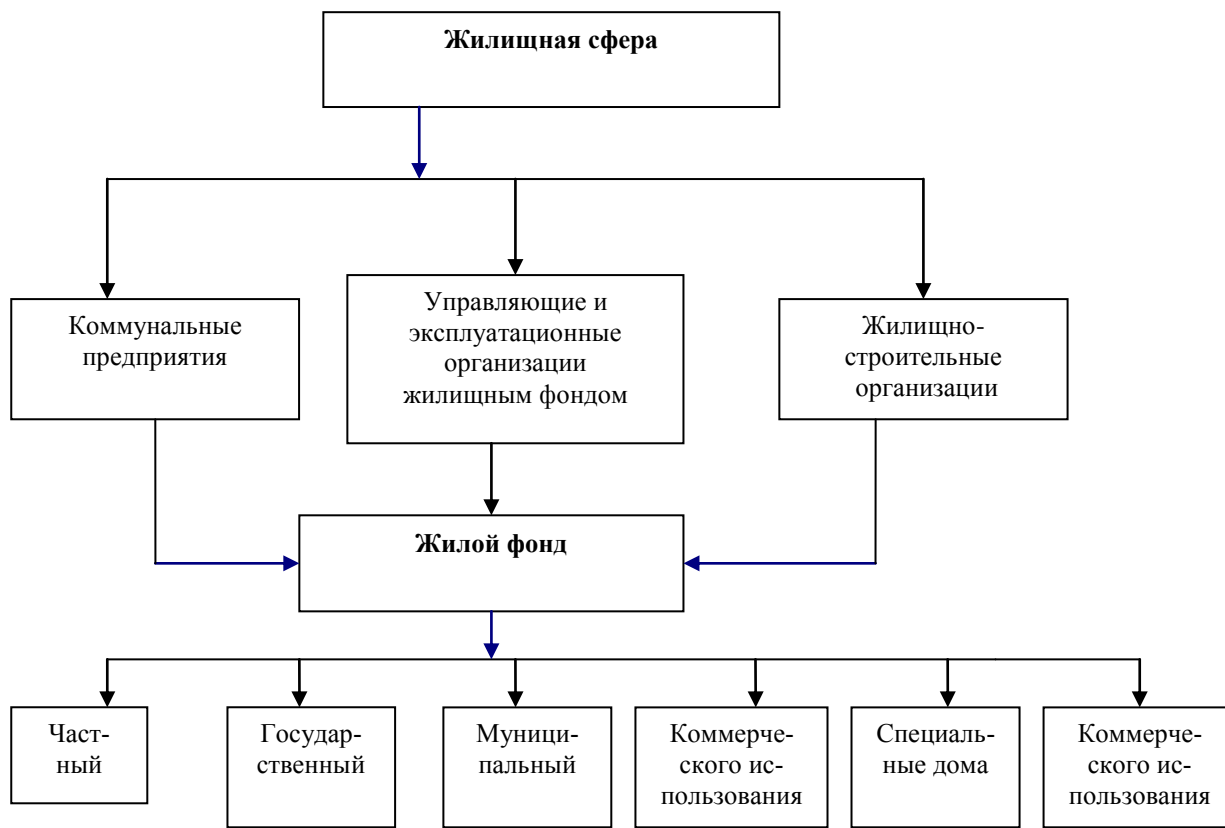 Жилищная сфера
Коммунальные
предприятия
Управляющие и
эксплуатационные
организации
жилищным фондом
Жилищно-
строительные
организации
Жилой фонд
Част-
ный
Государ-
ственный
Муници-
пальный
Коммерче-
ского ис-
пользования
Специаль-
ные дома
Коммерче-
ского ис-
пользования